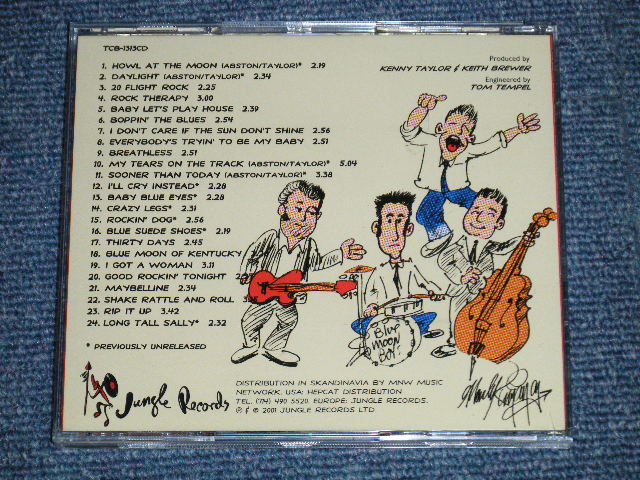 TCB-1313CD
1. HOWL AT THE MOON (ABSTON/TAYLOR)* 2.19
2. DAYLIGHT (ABSTON/TAYLOR)* 2.34
3. 20 FLIGHT ROCK 2.25
4. ROCK THERAPY 3.00
5. BABY LET'S PLAY HOUSE 2.39
6. BOPPIN' THE BLUES 2.54
7. I DON'T CARE IF THE SUN DON'T SHINE 2.56
8. EVERYBODY'S TRYIN' TO BE MY BABY 2.51
9. BREATHLESS 2.51
10. MY TEARS ON THE TRACK (ABSTON/TAYLOR)* 5.04
11. SOONER THAN TODAY (ABSTON/TAYLOR)* 3.38
12. I'LL CRY INSTEAD* 2.28
13. BABY BLUE EYES* 2.28
14. CRAZY LEGS* 2.31
15. ROCKIN' DOG* 2.56
16. BLUE SUEDE SHOES* 2.19
17. THIRTY DAYS 2.45
18. BLUE MOON OF KENTUCKY
19. I GOT A WOMAN 3.11
20. GOOD ROCKIN' TONIGHT
21. MAYBELLINE 2.34
22. SHAKE RATTLE AND ROLL
23. RIP IT UP 3.42
24. LONG TALL SALLY* 2.32
* PREVIOUSLY UNRELEASED
Produced by
KENNY TAYLOR & KEITH BREWER
Engineered by
TOM TEMPEL
Blue
moon
Boy!
Jungle Records
DISTRIBUTION IN SKANDINAVIA BY MNW MUSIC
NETWORK, USA: HEPCAT DISTRIBUTION
TEL. (714) 490 5520. EUROPE: JUNGLE RECORDS.
℗ & © 2001 JUNGLE RECORDS LTD